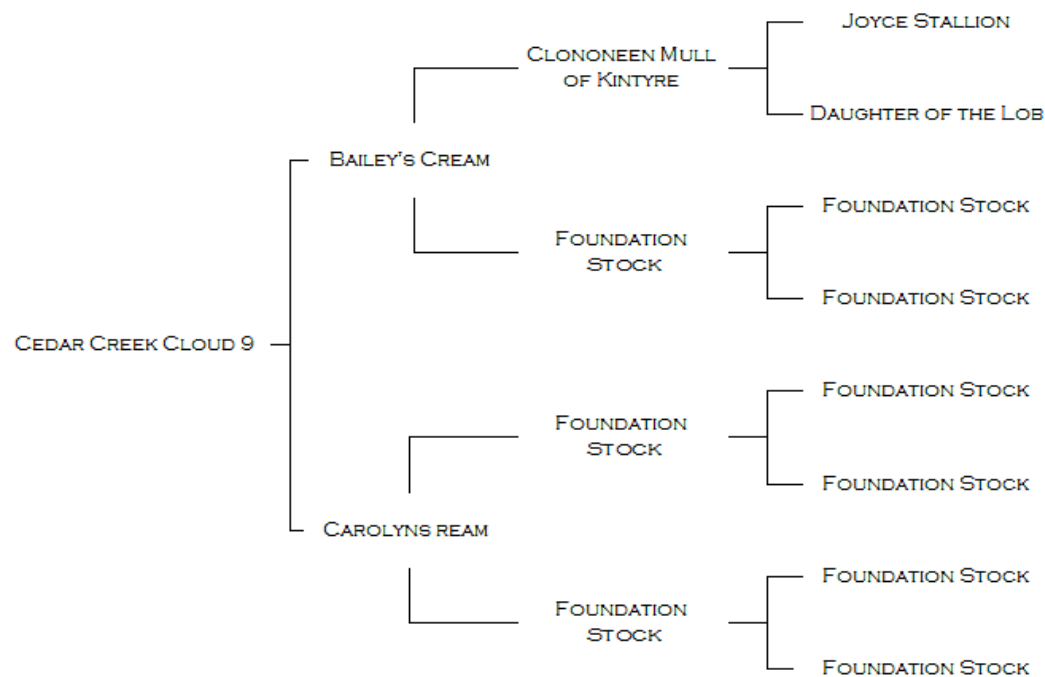 Joyce Stallion
Clononeen Mull
of Kintyre
Daughter of the Lob
Bailey's Cream
Foundation Stock
Foundation
Stock
Foundation Stock
Cedar Creek Cloud 9
Foundation Stock
Foundation
Stock
Foundation Stock
Carolyns ream
Foundation Stock
Foundation
Stock
Foundation Stock